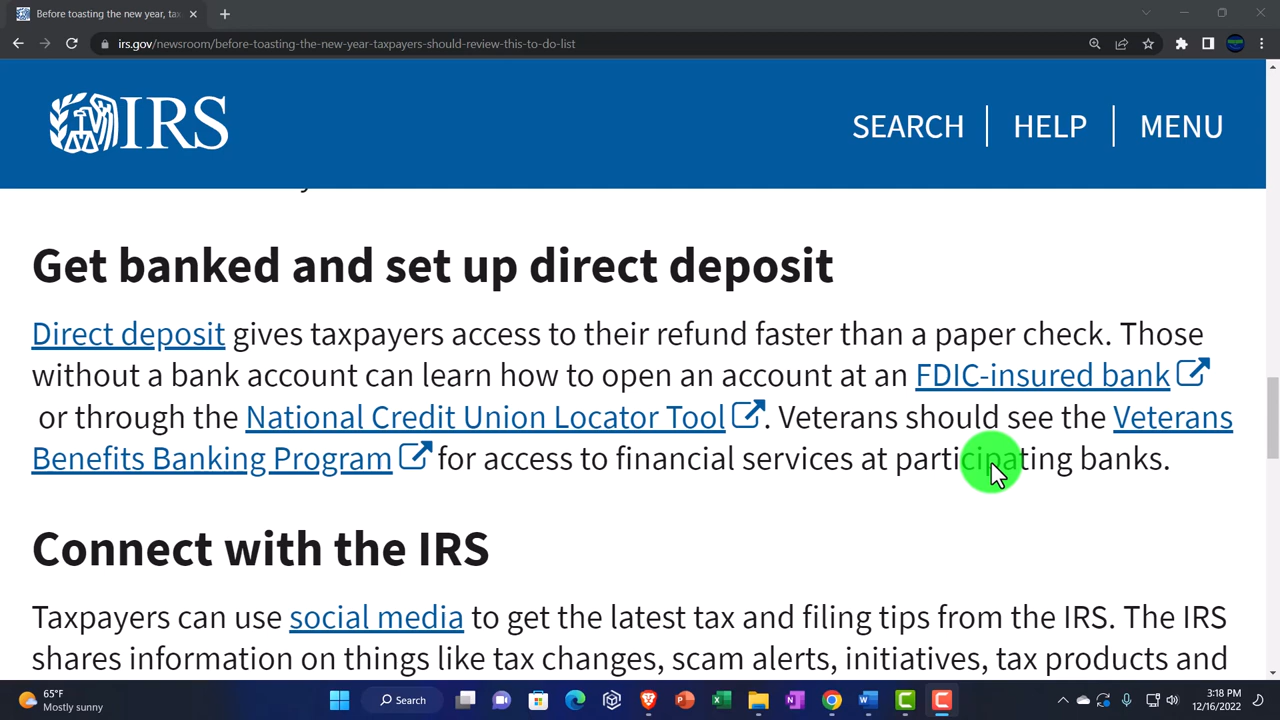 Before toasting the new year, tax
irs.gov/newsroom/before-toasting-the-new-year-taxpayers-should-review-this-to-do-list
IRS
SEARCH
HELP
MENU
Get banked and set up direct deposit
Direct deposit gives taxpayers access to their refund faster than a paper check. Those
without a bank account can learn how to open an account at an FDIC-insured bank
or through the National Credit Union Locator Tool. Veterans should see the Veterans
Benefits Banking Program for access to financial services at participating banks.
Connect with the IRS
Taxpayers can use social media to get the latest tax and filing tips from the IRS. The IRS
shares information on things like tax changes, scam alerts, initiatives, tax products and
65°F
Mostly sunny
Search
3:18 PM
12/16/2022